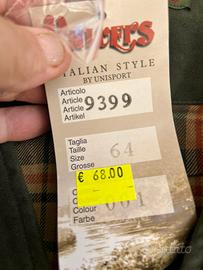 ITALIAN STYLE
BY UNISPORT
Articolo
Article
Article
Artikel
9399
Taglia
Taille
Size
Grosse
64
€ 68.00
Colour
Farbe
001
subito